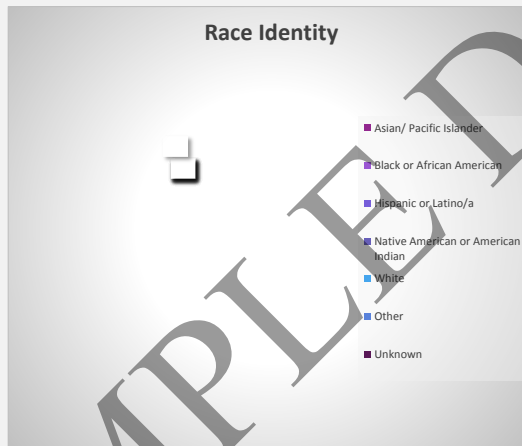 Race Identity
Asian/ Pacific Islander
Black or African American
Hispanic or Latino/a
Native American or American
Indian
White
Other
Unknown
MPLE D